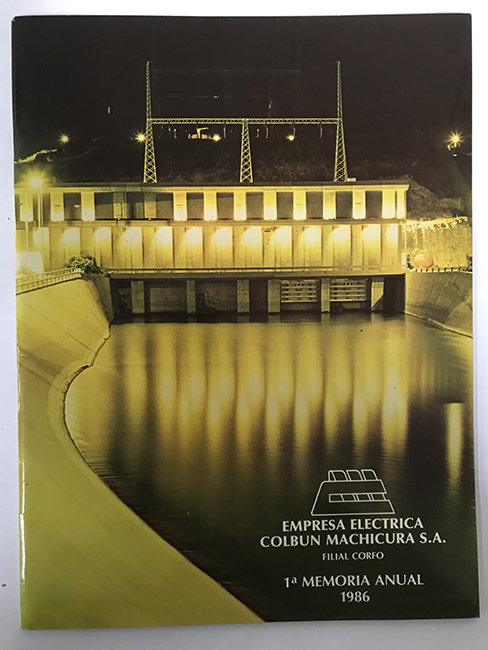 EMPRESA ELECTRICA
COLBUN MACHICURA S.A.
FILIAL CORFO
1ª MEMORIA ANUAL
1986